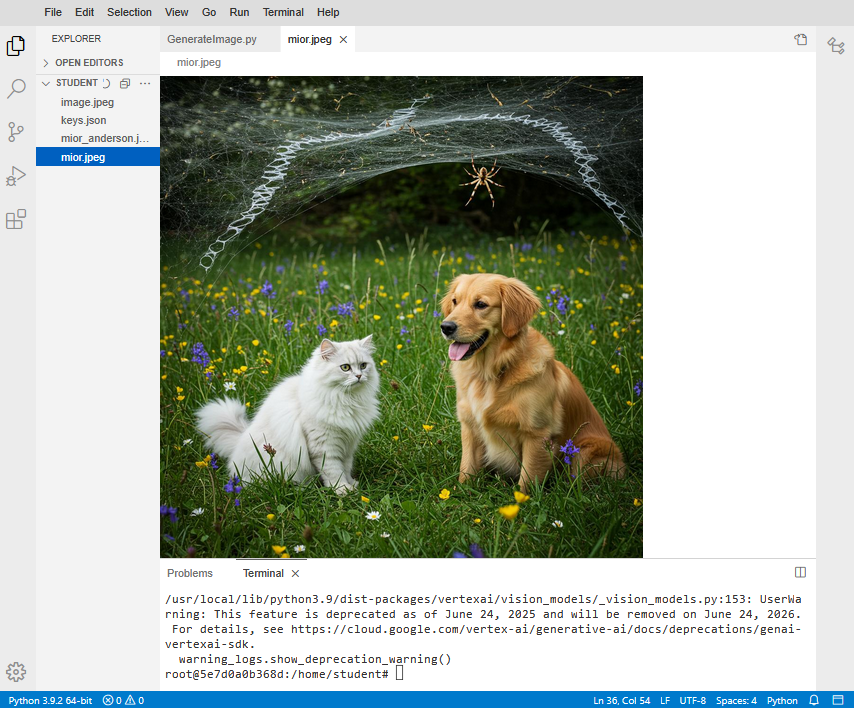 File Edit Selection View Go Run Terminal Help
EXPLORER
OPEN EDITORS
STUDENT
image.jpeg
keys.json
mior_anderson.j...
mior.jpeg
GenerateImage.py
mior.jpeg
mior.jpeg
Problems
Terminal
/usr/local/lib/python3.9/dist-packages/vertexai/vision_models/_vision_models.py:153: UserWa
rning: This feature is deprecated as of June 24, 2025 and will be removed on June 24, 2026.
For details, see https://cloud.google.com/vertex-ai/generative-ai/docs/deprecations/genai-
vertexai-sdk.
warning_logs.show_deprecation_warning()
root@5e7d0a0b368d:/home/student#
Python 3.9.2 64-bit 0 0 Ln 36, Col 54 LF UTF-8 Spaces: 4 Python